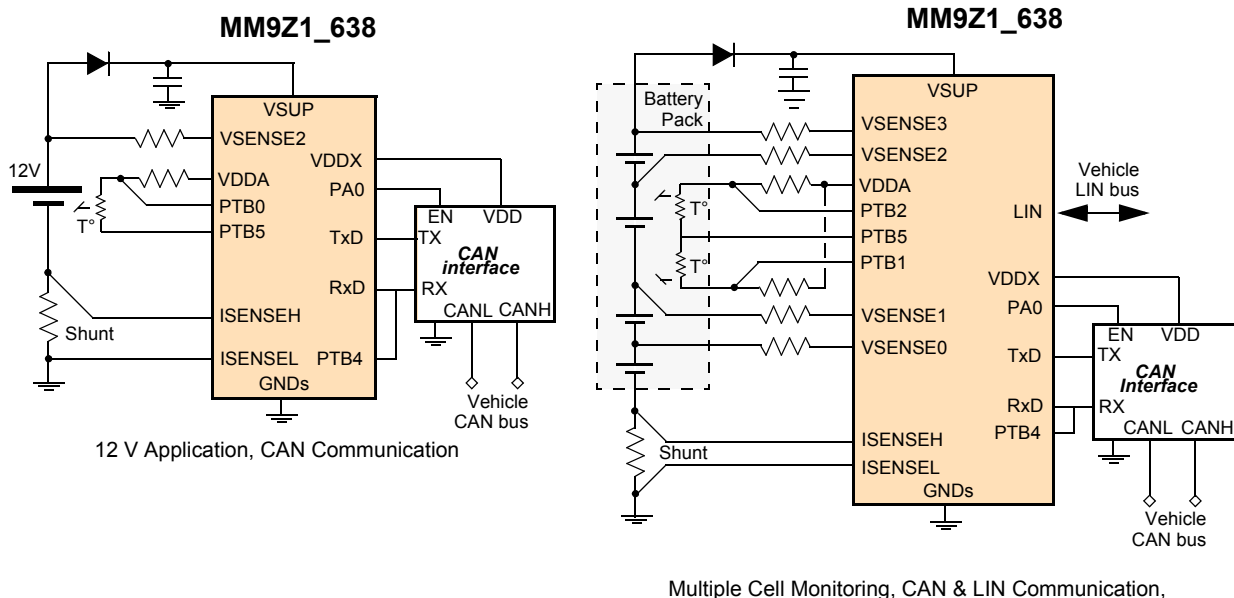 MM9Z1_638
VSUP
VSENSE2
12V
VDDX
VDDA
PA0
PTB0
T°
PTB5
EN
VDD
TxD
TX
CAN
interface
RxD
RX
CANL
CANH
ISENSEH
Shunt
ISENSEL
PTB4
GNDs
Vehicle
CAN bus
12 V Application, CAN Communication
MM9Z1_638
VSUP
Battery
Pack
VSENSE3
VSENSE2
VDDA
Vehicle
LIN bus
PTB2
LIN
T°
PTB5
T°
PTB1
VDDX
PA0
VSENSE1
EN
VDD
VSENSE0
TxD
TX
CAN
Interface
RxD
RX
PTB4
CANL
CANH
ISENSEH
Shunt
ISENSEL
GNDs
Vehicle
CAN bus
Multiple Cell Monitoring, CAN & LIN Communication,